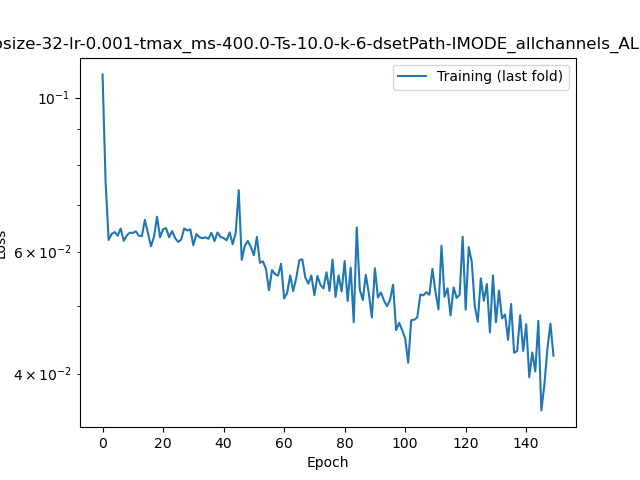 osize-32-lr-0.001-tmax_ms-400.0-Ts-10.0-k-6-dsetPath-IMODE_allchannels_AL
Training (last fold)
10⁻¹
6 × 10⁻²
4 × 10⁻²
Loss
0 20 40 60 80 100 120 140
Epoch